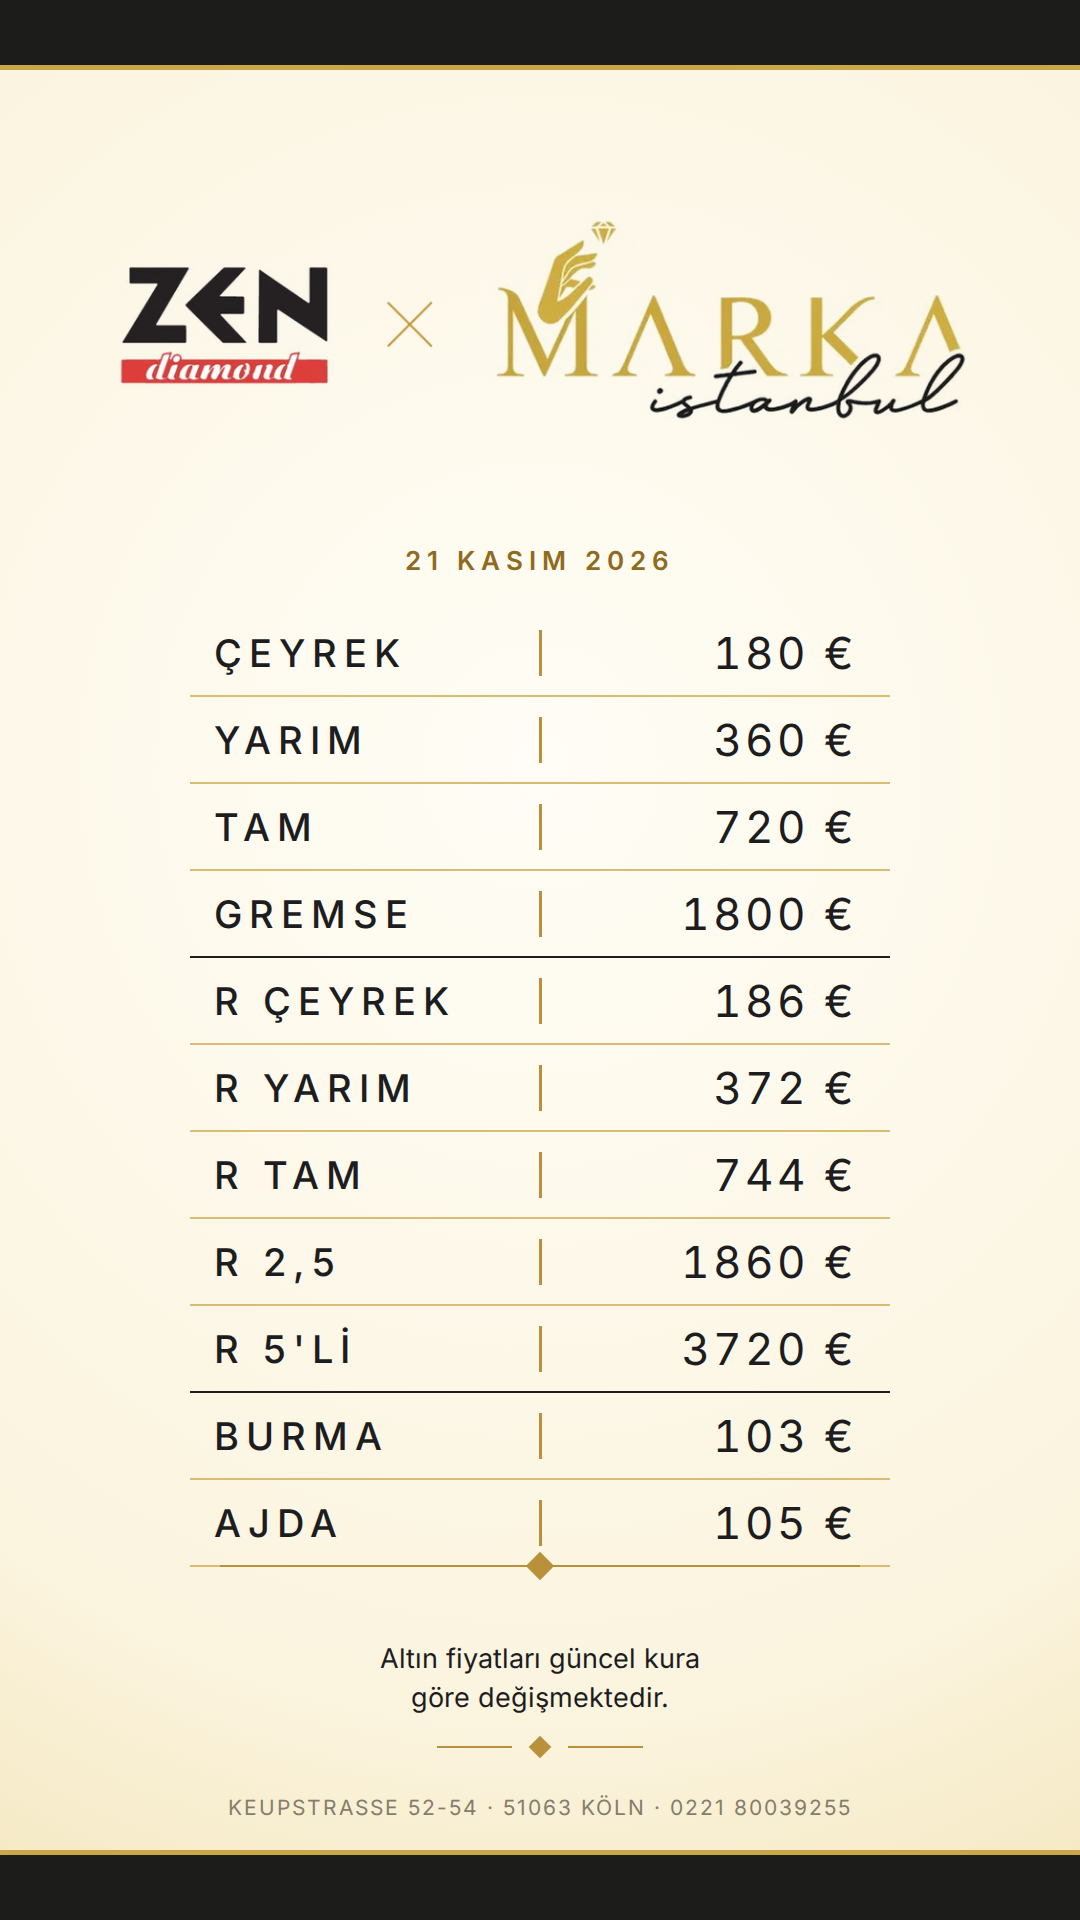 ZEN
diamond
MARKA
istanbul
21 KASIM 2026
ÇEYREK | 180 €
YARIM | 360 €
TAM | 720 €
GREMSE | 1800 €
R ÇEYREK | 186 €
R YARIM | 372 €
R TAM | 744 €
R 2,5 | 1860 €
R 5'Lİ | 3720 €
BURMA | 103 €
AJDA | 105 €
Altın fiyatları güncel kura
göre değişmektedir.
KEUPSTRASSE 52-54 · 51063 KÖLN · 0221 80039255